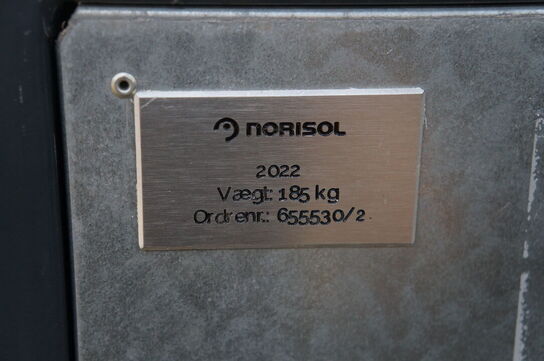 NORISOL
2022
Vægt: 185 kg
Ordrenr.: 655530/2